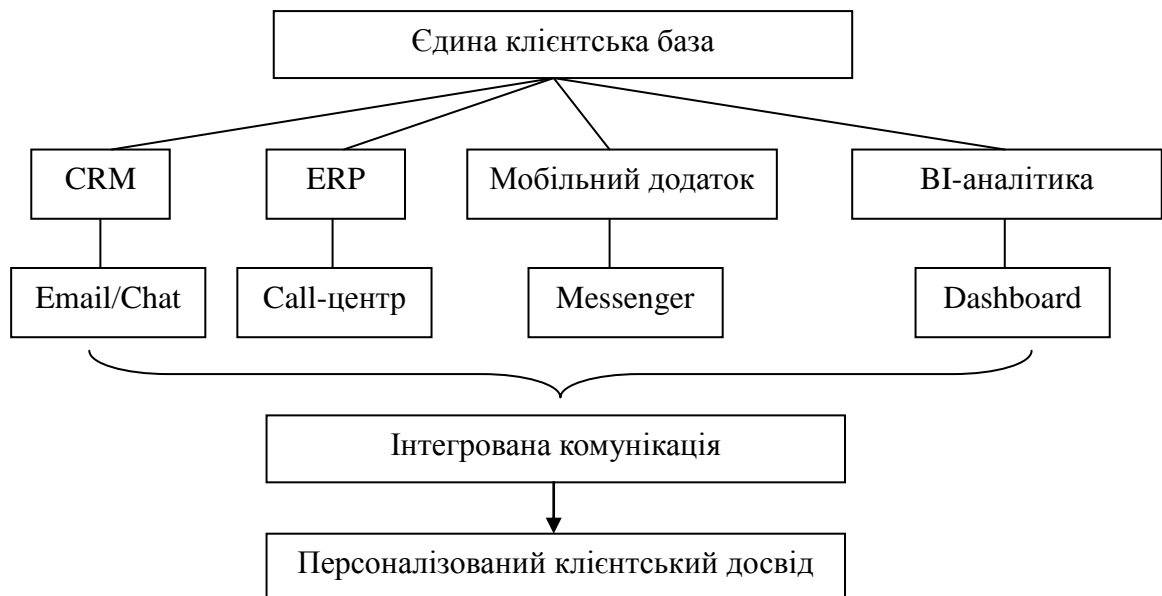 Єдина клієнтська база
CRM
ERP
Мобільний додаток
BI-аналітика
Email/Chat
Call-центр
Messenger
Dashboard
Інтегрована комунікація
Персоналізований клієнтський досвід